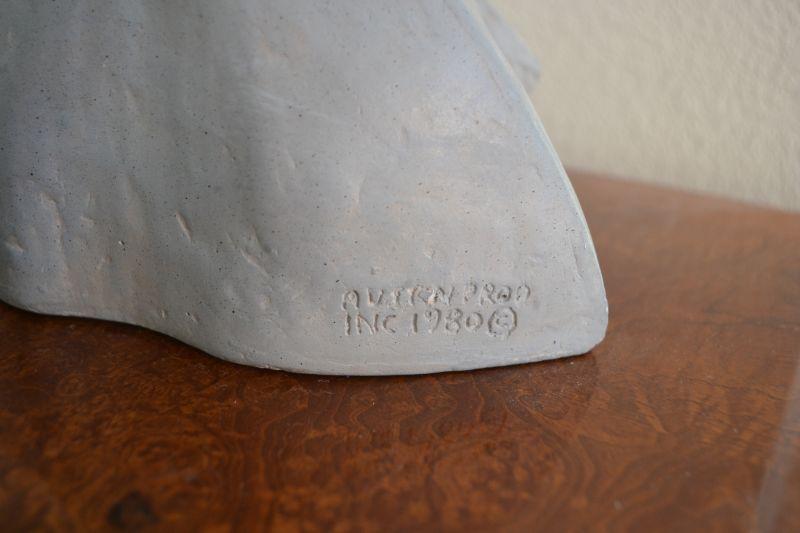 AUSTIN PROD
INC 1980 ©